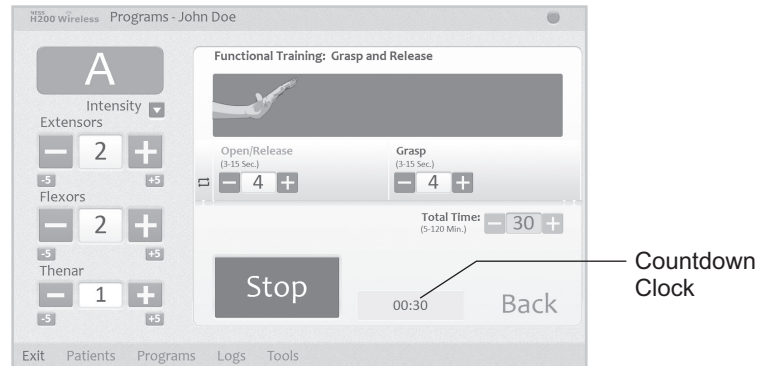 NESS
H200 Wireless Programs - John Doe
A
Intensity
Extensors
− 2 +
-5 +5
Flexors
− 2 +
-5 +5
Thenar
− 1 +
-5 +5
Functional Training: Grasp and Release
Open/Release Grasp
(3-15 Sec.) (3-15 Sec.)
− 4 + − 4 +
Total Time: − 30 +
(5-120 Min.)
Stop 00:30 Back
Countdown
Clock
Exit Patients Programs Logs Tools